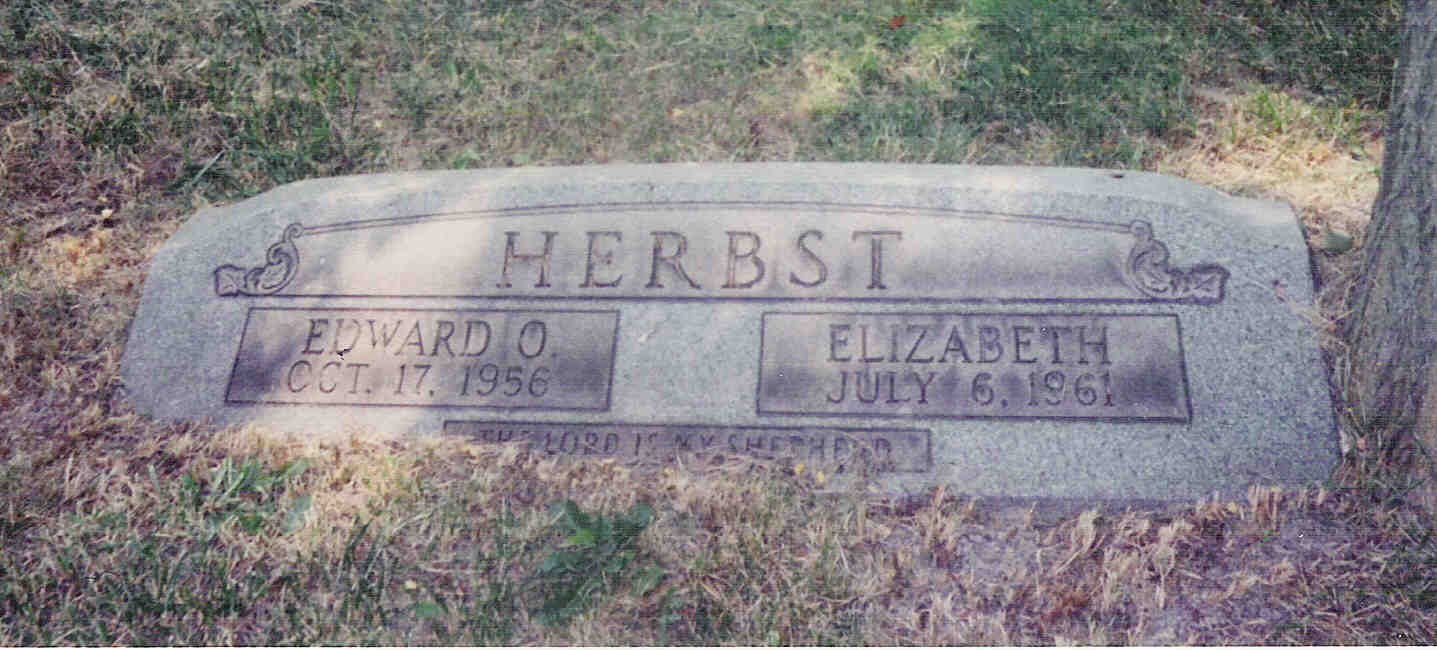 HERBST
EDWARD O.
OCT. 17, 1956
ELIZABETH
JULY 6, 1961
THE LORD IS MY SHEPHERD